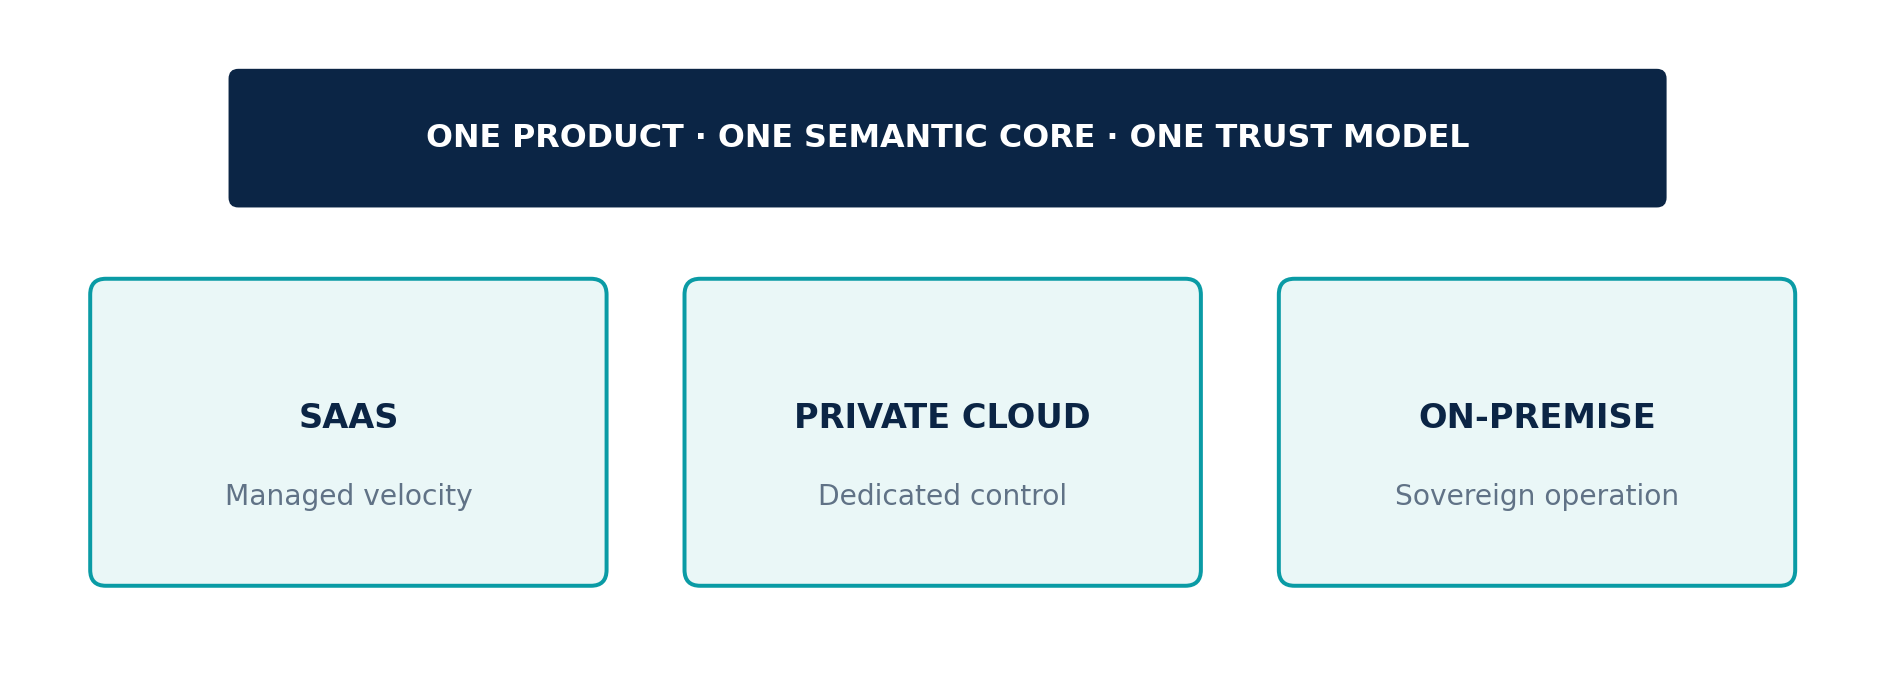 ONE PRODUCT · ONE SEMANTIC CORE · ONE TRUST MODEL
SAAS
Managed velocity
PRIVATE CLOUD
Dedicated control
ON-PREMISE
Sovereign operation